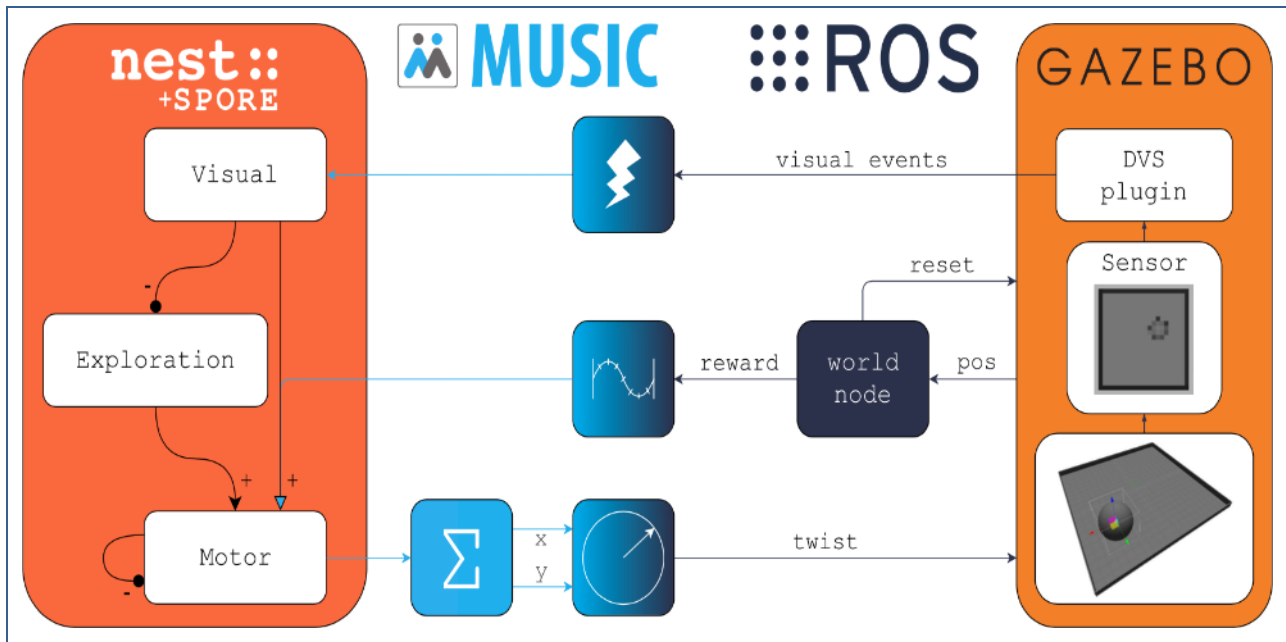 nest::
+SPORE
MUSIC
ROS
GAZEBO
Visual
visual events
DVS
plugin
reset
Sensor
-
Exploration
reward
world
node
pos
+
+
Motor
-
Σ
x
y
twist